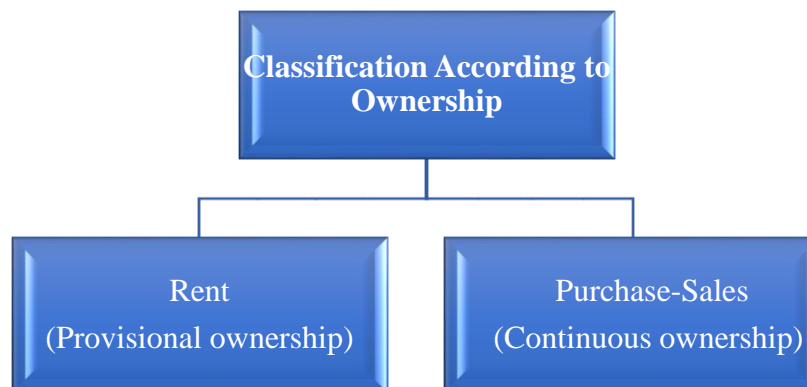 Classification According to
Ownership
Rent
(Provisional ownership)
Purchase-Sales
(Continuous ownership)